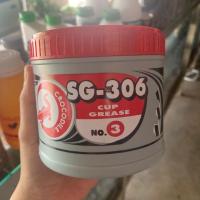 SG-306
CUP
GREASE
NO. 3
CROCODILE